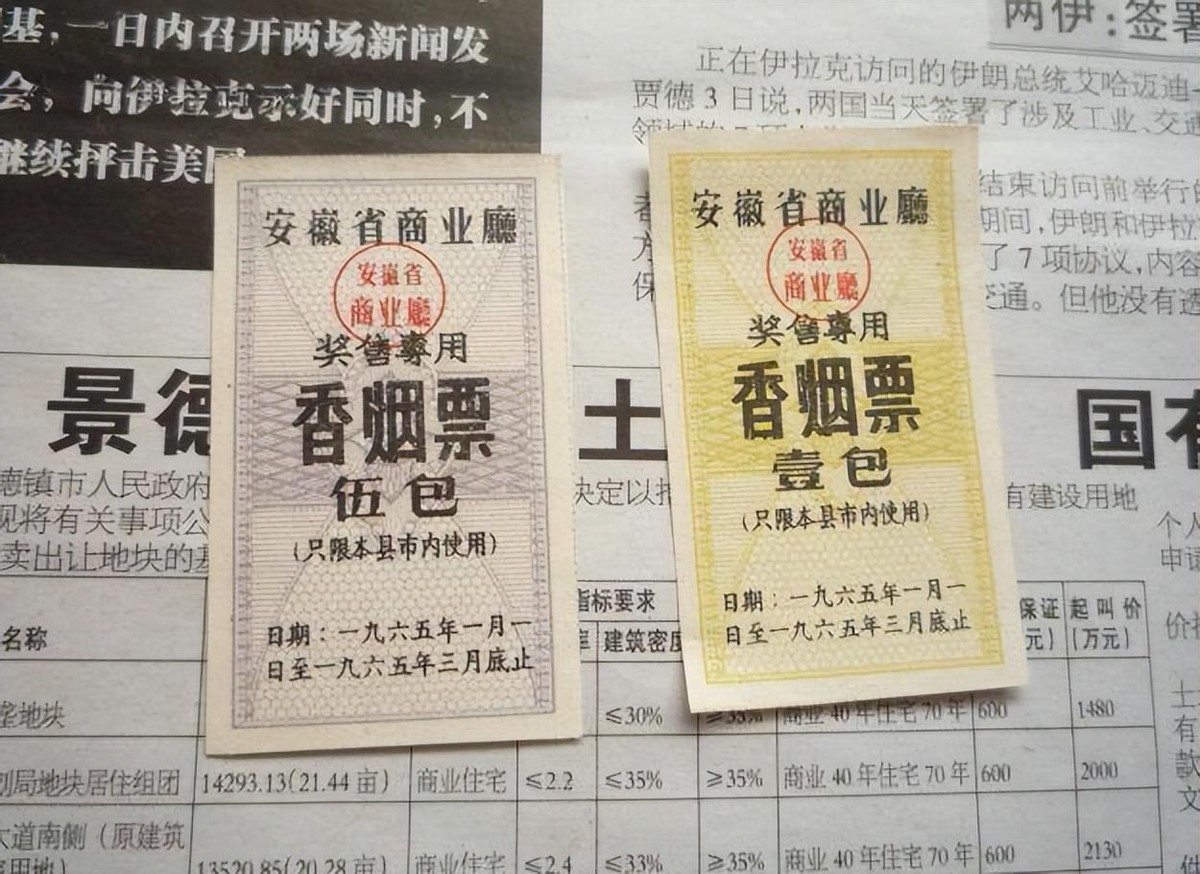 基,一日内召开两场新闻发
会,向伊拉克示好同时,不
继续抨击美国
两伊:签署
正在伊拉克访问的伊朗总统艾哈迈迪
贾德3日说,两国当天签署了涉及工业、交通
结束访问前举行
期间,伊朗和伊拉
了7项协议,内容
交通。但他没有透
安徽省商业廳
安徽省
商业廳
奖售專用
香烟票
伍包
(只限本县市内使用)
日期:一九六五年一月一
日至一九六五年三月底止
安徽省商业廳
安徽省
商业廳
奖售專用
香烟票
壹包
(只限本县市内使用)
日期:一九六五年一月一
日至一九六五年三月底止
景德
土
国有
德镇市人民政府
决定以
有建设用地
现将有关事项公
卖出让地块的基
个人
申请
指标要求
保证
起叫价
名称
建筑密度
元)
(万元)
价
地块
≤30%
≥35%
商业40年住宅70年
600
1480
土
有
划局地块居住组团
14293.13(21.44亩)
商业住宅
≤2.2
≤35%
≥35%
商业40年住宅70年
600
2000
款
文
大道南侧(原建筑
用地)
13520.85(20.28亩)
商业住宅
≤2.4
≤33%
≥35%
商业40年住宅70年
600
2130